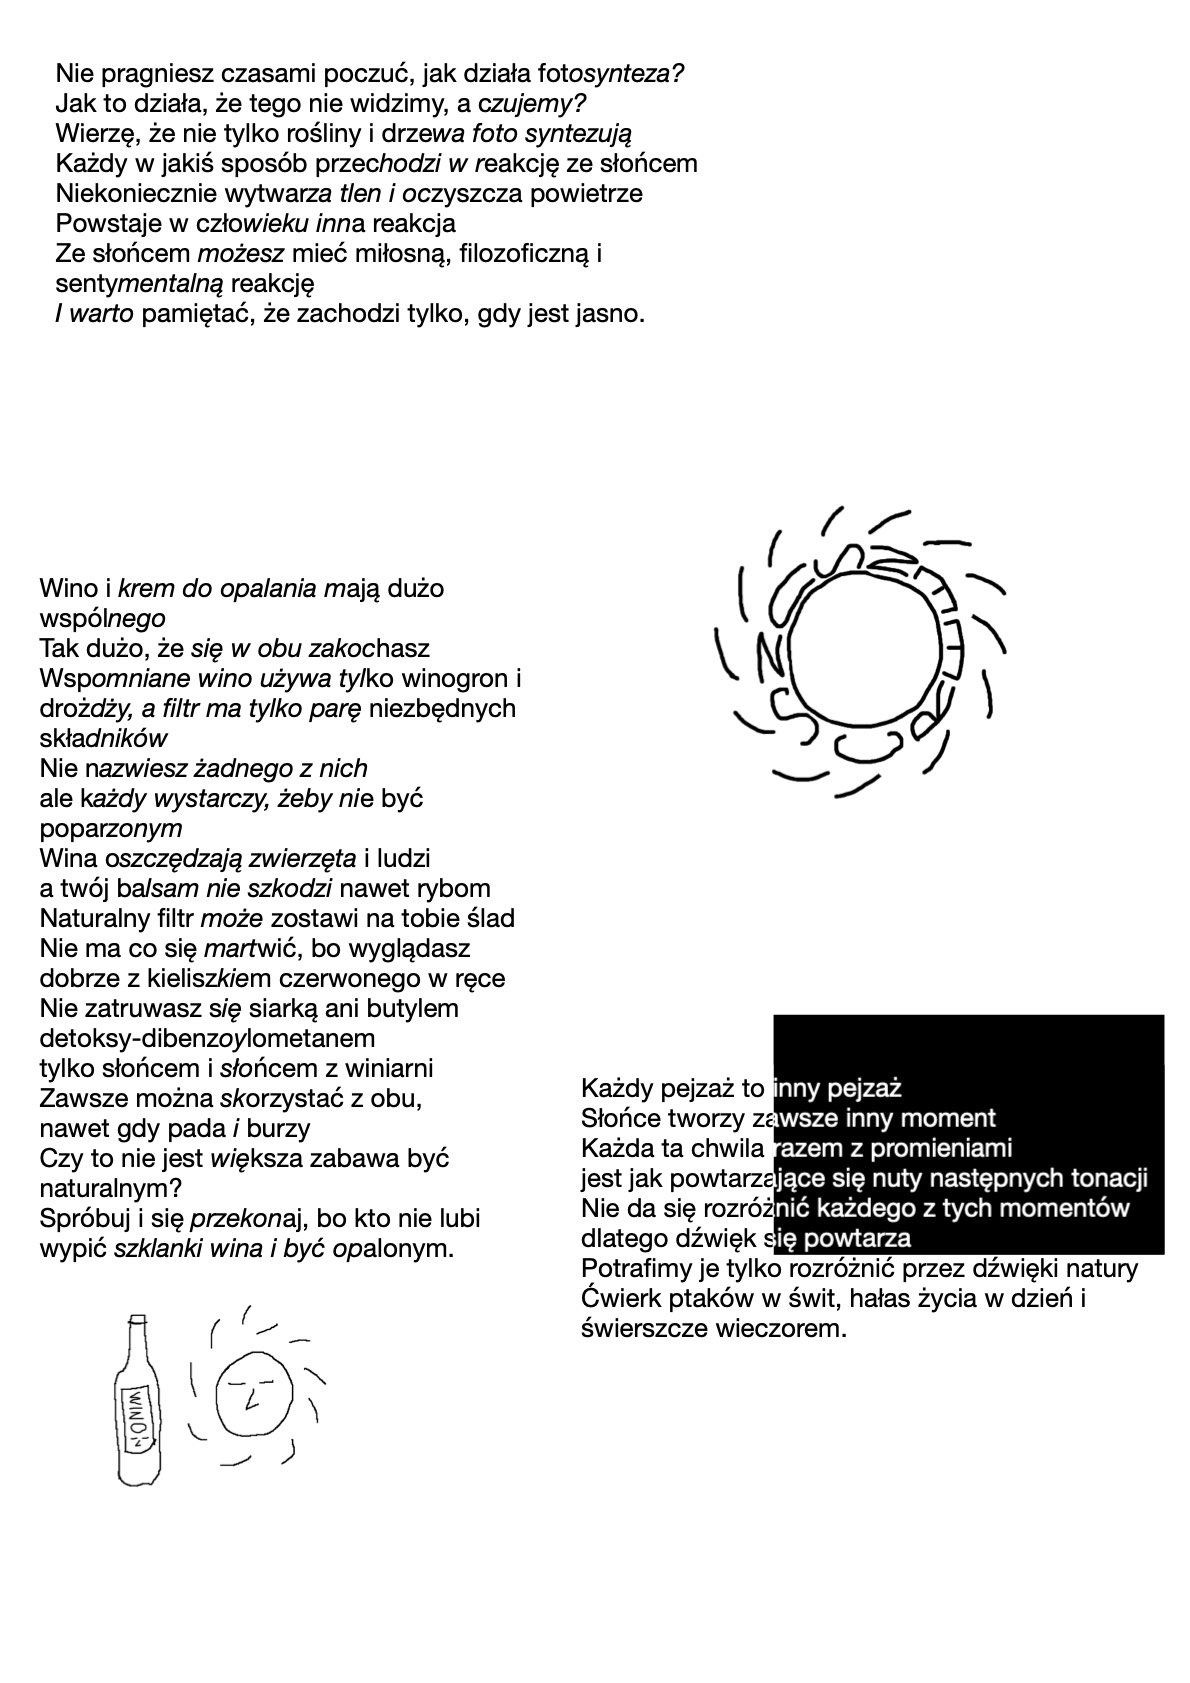 Nie pragniesz czasami poczuć, jak działa fotosynteza?
Jak to działa, że tego nie widzimy, a czujemy?
Wierzę, że nie tylko rośliny i drzewa foto syntezują
Każdy w jakiś sposób przechodzi w reakcję ze słońcem
Niekoniecznie wytwarza tlen i oczyszcza powietrze
Powstaje w człowieku inna reakcja
Ze słońcem możesz mieć miłosną, filozoficzną i
sentymentalną reakcję
I warto pamiętać, że zachodzi tylko, gdy jest jasno.
Wino i krem do opalania mają dużo
wspólnego
Tak dużo, że się w obu zakochasz
Wspomniane wino używa tylko winogron i
drożdży, a filtr ma tylko parę niezbędnych
składników
Nie nazwiesz żadnego z nich
ale każdy wystarczy, żeby nie być
poparzonym
Wina oszczędzają zwierzęta i ludzi
a twój balsam nie szkodzi nawet rybom
Naturalny filtr może zostawi na tobie ślad
Nie ma co się martwić, bo wyglądasz
dobrze z kieliszkiem czerwonego w ręce
Nie zatruwasz się siarką ani butylem
detoksy-dibenzoylometanem
tylko słońcem i słońcem z winiarni
Zawsze można skorzystać z obu,
nawet gdy pada i burzy
Czy to nie jest większa zabawa być
naturalnym?
Spróbuj i się przekonaj, bo kto nie lubi
wypić szklanki wina i być opalonym.
WINO
Każdy pejzaż to inny pejzaż
Słońce tworzy zawsze inny moment
Każda ta chwila razem z promieniami
jest jak powtarzające się nuty następnych tonacji
Nie da się rozróżnić każdego z tych momentów
dlatego dźwięk się powtarza
Potrafimy je tylko rozróżnić przez dźwięki natury
Ćwierk ptaków w świt, hałas życia w dzień i
świerszcze wieczorem.